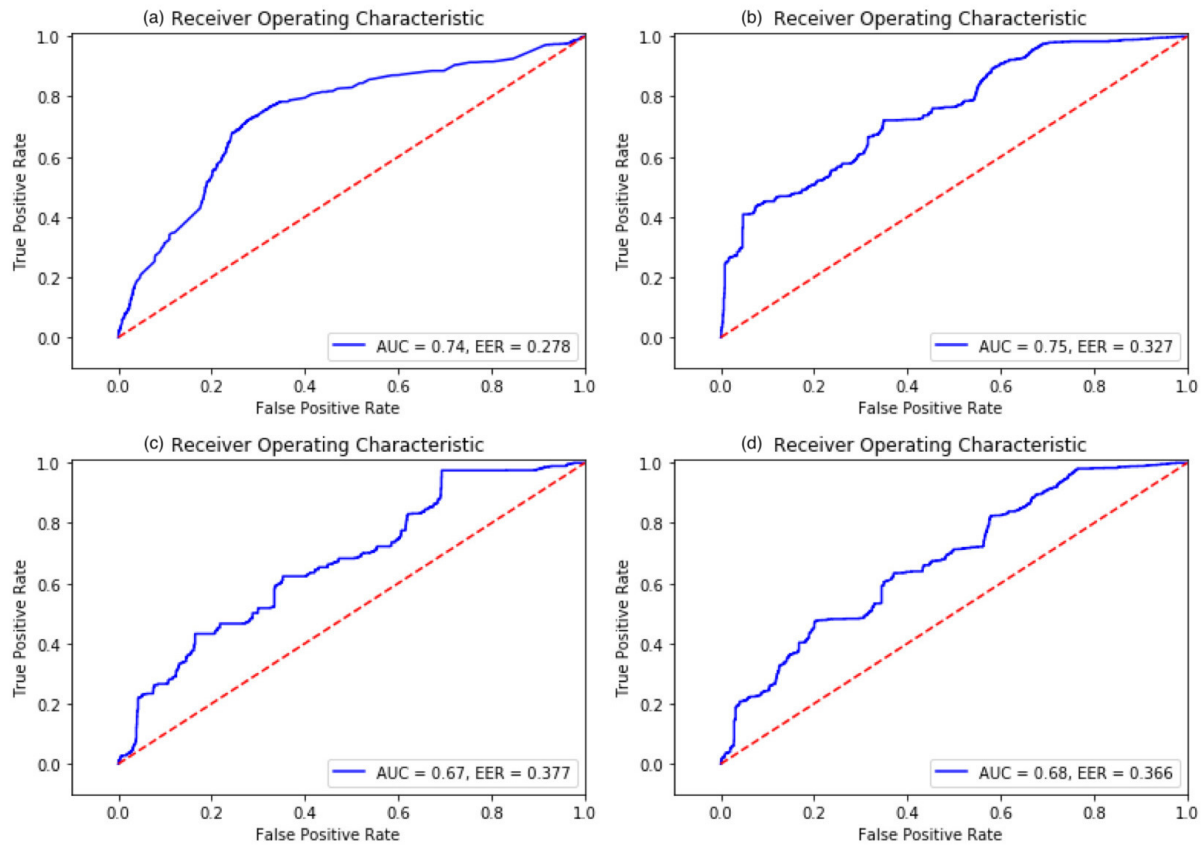 (a) Receiver Operating Characteristic
1.0
0.8
0.6
0.4
0.2
0.0
True Positive Rate
AUC = 0.74, EER = 0.278
0.0 0.2 0.4 0.6 0.8 1.0
False Positive Rate
(b) Receiver Operating Characteristic
1.0
0.8
0.6
0.4
0.2
0.0
True Positive Rate
AUC = 0.75, EER = 0.327
0.0 0.2 0.4 0.6 0.8 1.0
False Positive Rate
(c) Receiver Operating Characteristic
1.0
0.8
0.6
0.4
0.2
0.0
True Positive Rate
AUC = 0.67, EER = 0.377
0.0 0.2 0.4 0.6 0.8 1.0
False Positive Rate
(d) Receiver Operating Characteristic
1.0
0.8
0.6
0.4
0.2
0.0
True Positive Rate
AUC = 0.68, EER = 0.366
0.0 0.2 0.4 0.6 0.8 1.0
False Positive Rate